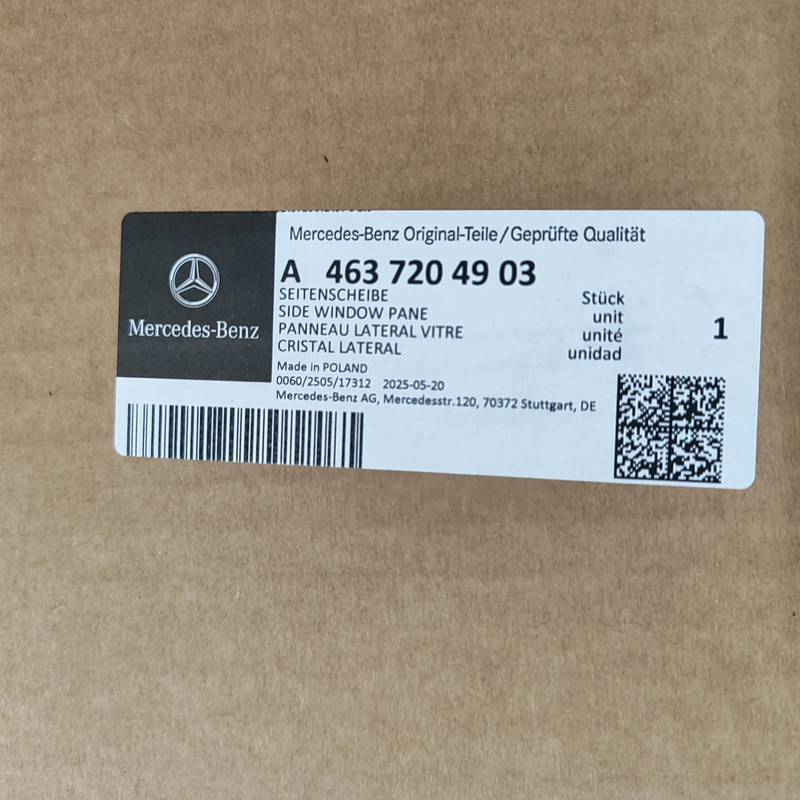 Mercedes-Benz Original-Teile/Geprüfte Qualität
Mercedes-Benz
A 463 720 49 03
SEITENSCHEIBE
SIDE WINDOW PANE
PANNEAU LATERAL VITRE
CRISTAL LATERAL
Stück
unit
unité
unidad
1
Made in POLAND
0060/2505/17312 2025-05-20
Mercedes-Benz AG, Mercedesstr.120, 70372 Stuttgart, DE